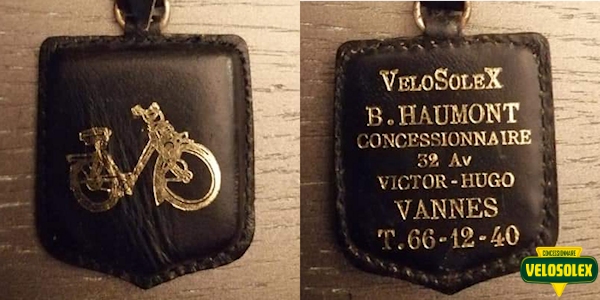 VELOSOLEX
B.HAUMONT
CONCESSIONNAIRE
32 AV
VICTOR-HUGO
VANNES
T.66-12-40
CONCESSIONNAIRE
VELOSOLEX